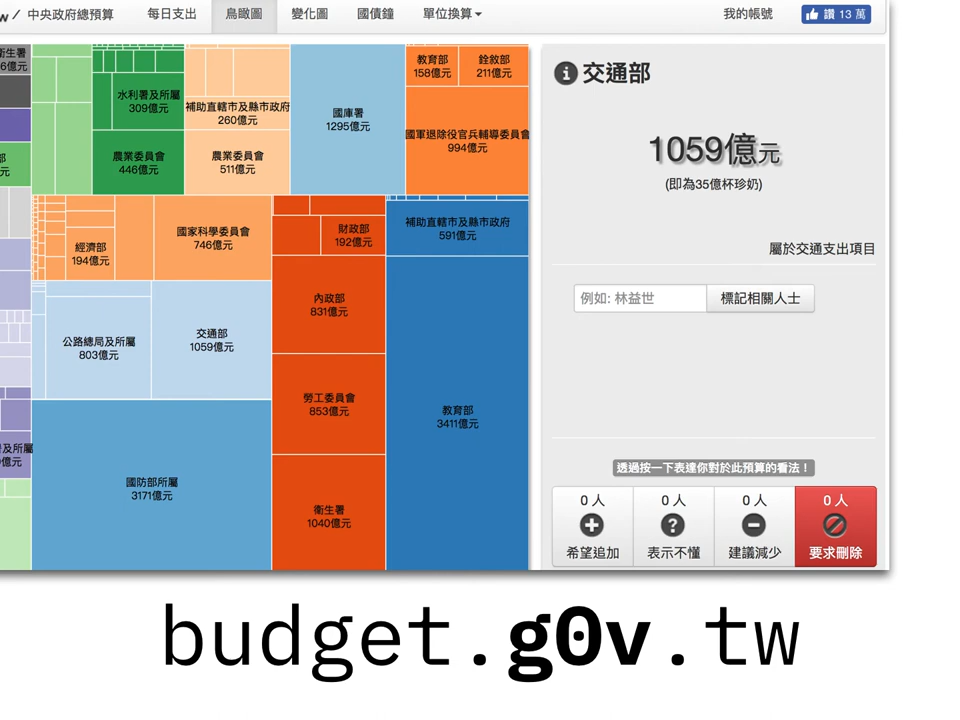 w / 中央政府總預算
每日支出
鳥瞰圖
變化圖
國債鐘
單位換算
我的帳號
讚 13 萬
衛生署
6億元
部
元
及所屬
億元
水利署及所屬
309億元
農業委員會
446億元
補助直轄市及縣市政府
260億元
農業委員會
511億元
國庫署
1295億元
教育部
158億元
銓敘部
211億元
國軍退除役官兵輔導委員會
994億元
經濟部
194億元
國家科學委員會
746億元
財政部
192億元
補助直轄市及縣市政府
591億元
公路總局及所屬
803億元
交通部
1059億元
內政部
831億元
勞工委員會
853億元
教育部
3411億元
國防部所屬
3171億元
衛生署
1040億元
交通部
1059億元
(即為35億杯珍奶)
屬於交通支出項目
例如: 林益世
標記相關人士
透過按一下表達你對於此預算的看法！
0 人
希望追加
0 人
表示不懂
0 人
建議減少
0 人
要求刪除
budget.g0v.tw